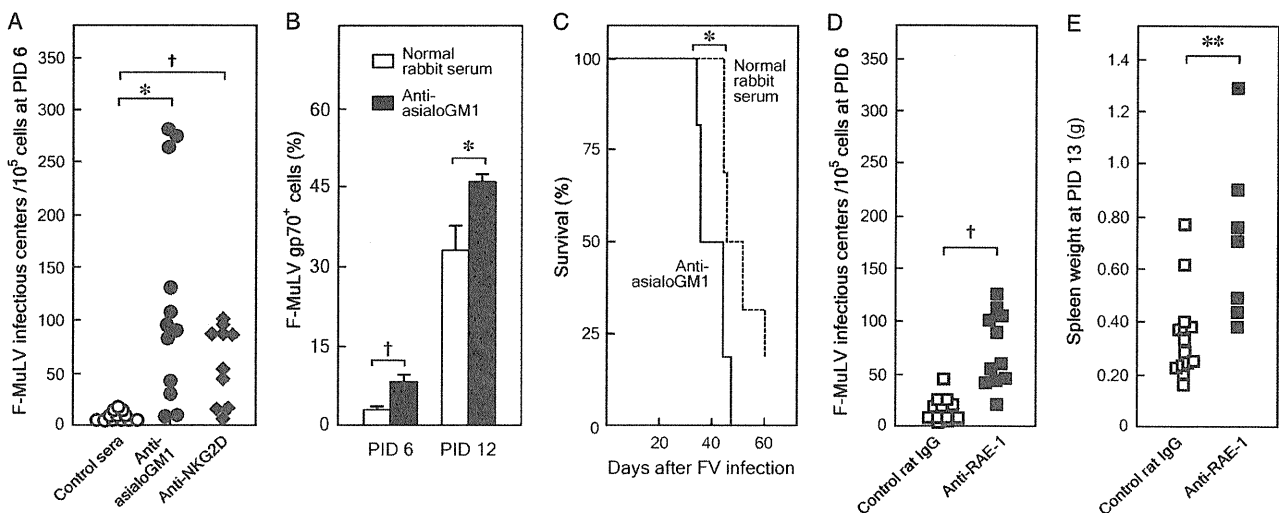 A
F-MuLV infectious centers /10⁵ cells at PID 6
350
300
250
200
150
100
50
0
†
*
Control sera
Anti-
asialoGM1
Anti-NKG2D
B
F-MuLV gp70⁺ cells (%)
60
45
30
15
0
Normal
rabbit serum
Anti-
asialoGM1
†
*
PID 6
PID 12
C
Survival (%)
100
75
50
25
0
*
Normal
rabbit
serum
Anti-
asialoGM1
20
40
60
Days after FV infection
D
F-MuLV infectious centers /10⁵ cells at PID 6
350
300
250
200
150
100
50
0
†
Control rat IgG
Anti-RAE-1
E
Spleen weight at PID 13 (g)
1.4
1.2
1.0
0.80
0.60
0.40
0.20
0
**
Control rat IgG
Anti-RAE-1